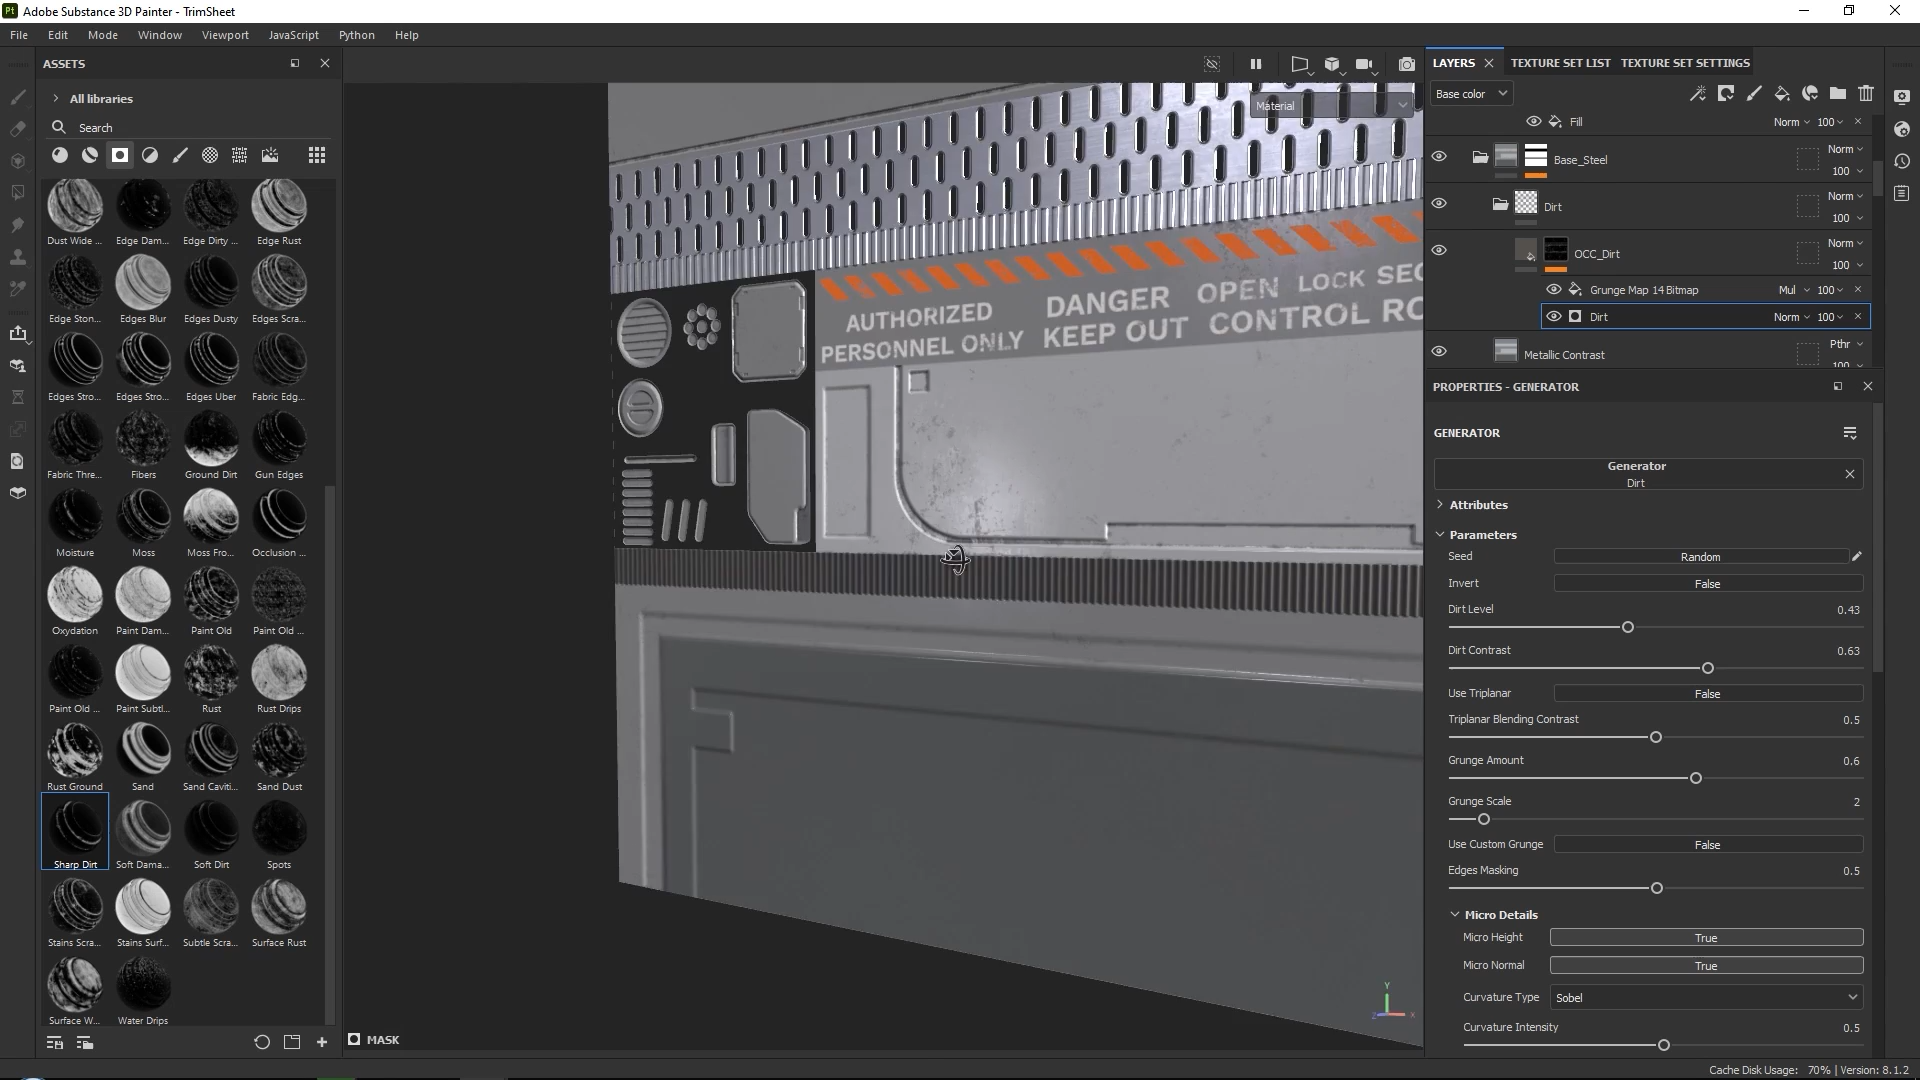 Pt Adobe Substance 3D Painter - TrimSheet
File Edit Mode Window Viewport JavaScript Python Help
ASSETS
All libraries
Search
Dust Wide ... Edge Dam... Edge Dirty ... Edge Rust
Edge Ston... Edges Blur Edges Dusty Edges Scra...
Edges Stro... Edges Stro... Edges Uber Fabric Edg...
Fabric Thre... Fibers Ground Dirt Gun Edges
Moisture Moss Moss Fro... Occlusion ...
Oxydation Paint Dam... Paint Old Paint Old ...
Paint Old ... Paint Subtl... Rust Rust Drips
Rust Ground Sand Sand Caviti... Sand Dust
Sharp Dirt Soft Dama... Soft Dirt Spots
Stains Scra... Stains Surf... Subtle Scra... Surface Rust
Surface W... Water Drips
Material
AUTHORIZED
PERSONNEL ONLY
DANGER
KEEP OUT
OPEN LOCK SEC
CONTROL RO
Y
X
Z
MASK
LAYERS TEXTURE SET LIST TEXTURE SET SETTINGS
Base color
Fill Norm 100
Base_Steel Norm 100
Dirt Norm 100
OCC_Dirt Norm 100
Grunge Map 14 Bitmap Mul 100
Dirt Norm 100
Metallic Contrast Pthr 100
PROPERTIES - GENERATOR
GENERATOR
Generator
Dirt
Attributes
Parameters
Seed Random
Invert False
Dirt Level 0.43
Dirt Contrast 0.63
Use Triplanar False
Triplanar Blending Contrast 0.5
Grunge Amount 0.6
Grunge Scale 2
Use Custom Grunge False
Edges Masking 0.5
Micro Details
Micro Height True
Micro Normal True
Curvature Type Sobel
Curvature Intensity 0.5
Cache Disk Usage: 70% | Version: 8.1.2